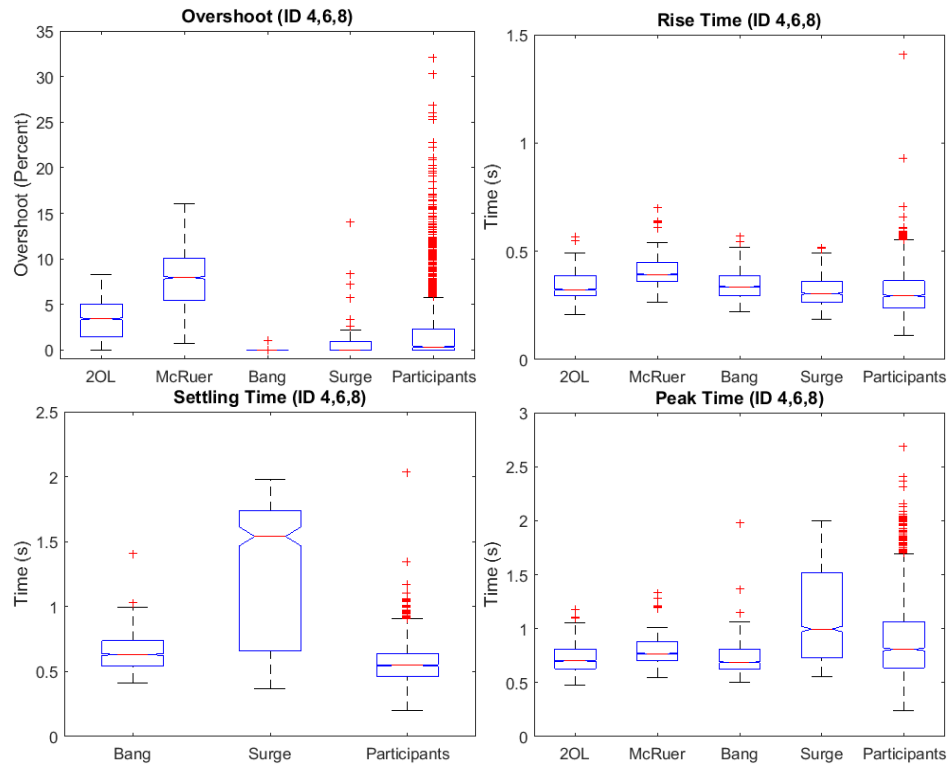 Overshoot (ID 4,6,8)
35
30
25
20
15
10
5
0
Overshoot (Percent)
2OL McRuer Bang Surge Participants
Rise Time (ID 4,6,8)
1.5
1
0.5
0
Time (s)
2OL McRuer Bang Surge Participants
Settling Time (ID 4,6,8)
2.5
2
1.5
1
0.5
0
Time (s)
Bang Surge Participants
Peak Time (ID 4,6,8)
3
2.5
2
1.5
1
0.5
0
Time (s)
2OL McRuer Bang Surge Participants